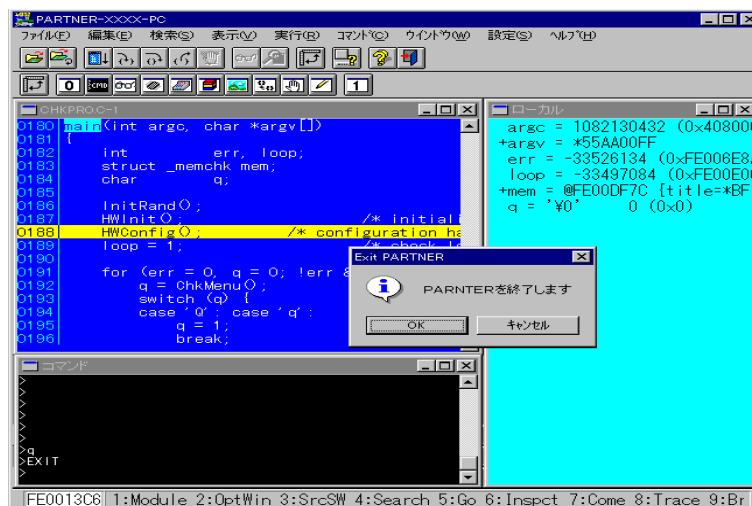 PARTNER-XXXX-PC
ファイル(F) 編集(E) 検索(S) 表示(V) 実行(R) コマンド(C) ウインドウ(W) 設定(S) ヘルプ(H)
0 CMD 1
CHKPRO.C-1
0180 main(int argc, char *argv[])
0181 {
0182 int err, loop;
0183 struct _memchk mem;
0184 char q;
0185
0186 InitRand();
0187 HWInit(); /* initiali
0188 HWConfig(); /* configuration ha
0189 loop = 1; /* check
0190
0191 for (err = 0, q = 0; !err &
0192 q = ChkMenu();
0193 switch (q) {
0194 case 'Q': case 'q':
0195 q = 1;
0196 break;
ローカル
argc = 1082130432 (0x408000
+argv = *55AA00FF
err = -33526134 (0xFE006E8
loop = -33497084 (0xFE00E0
+mem = @FE00DF7C {title=*BF
q = '¥0' 0 (0x0)
Exit PARTNER
PARNTERを終了します
OK キャンセル
コマンド
>
>
>
>
>
>
>q
>EXIT
>
FE0013C6 1:Module 2:OptWin 3:SrcSW 4:Search 5:Go 6:Inspct 7:Come 8:Trace 9:Br